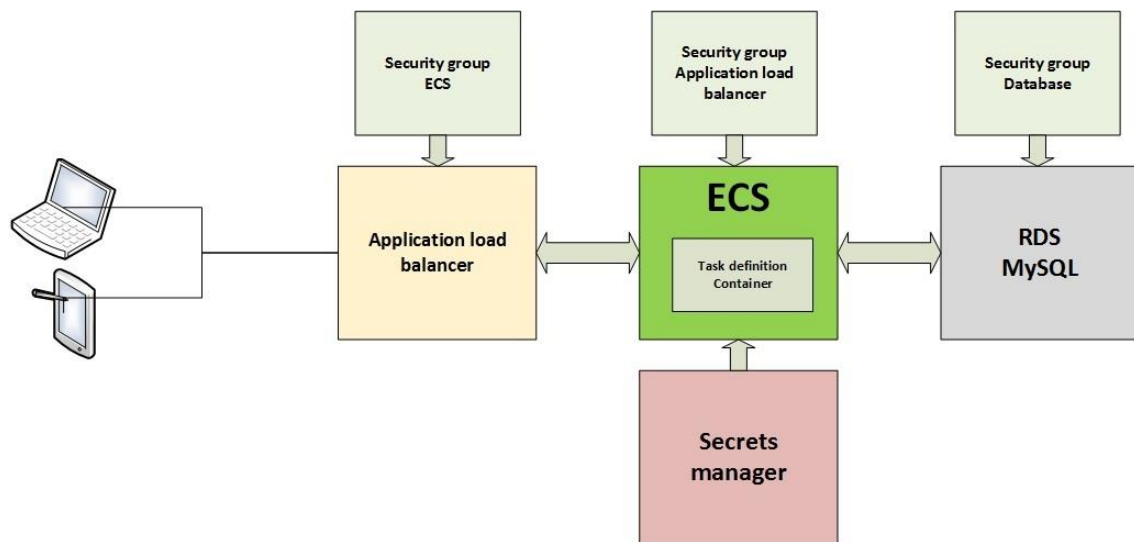 Security group
ECS
Security group
Application load
balancer
Security group
Database
Application load
balancer
ECS
Task definition
Container
RDS
MySQL
Secrets
manager